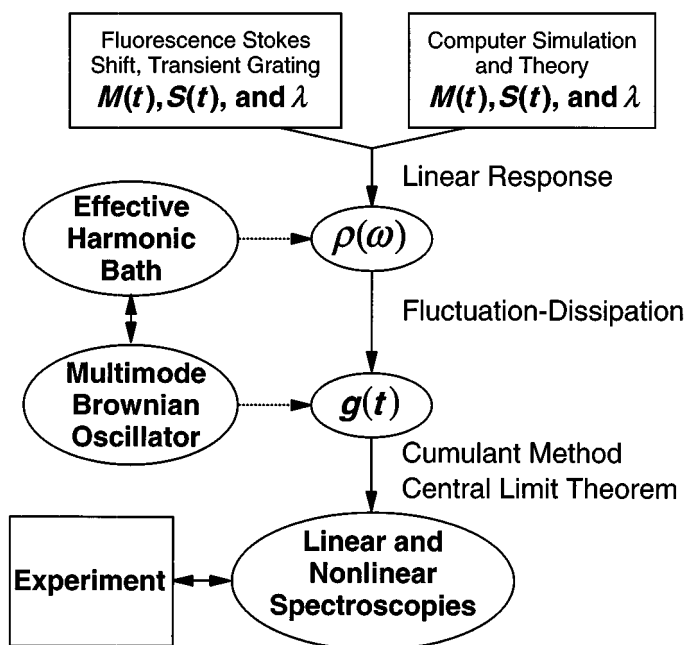 Fluorescence Stokes
Shift, Transient Grating
M(t), S(t), and λ
Computer Simulation
and Theory
M(t), S(t), and λ
Linear Response
Effective
Harmonic
Bath
ρ(ω)
Fluctuation-Dissipation
Multimode
Brownian
Oscillator
g(t)
Cumulant Method
Central Limit Theorem
Linear and
Nonlinear
Spectroscopies
Experiment